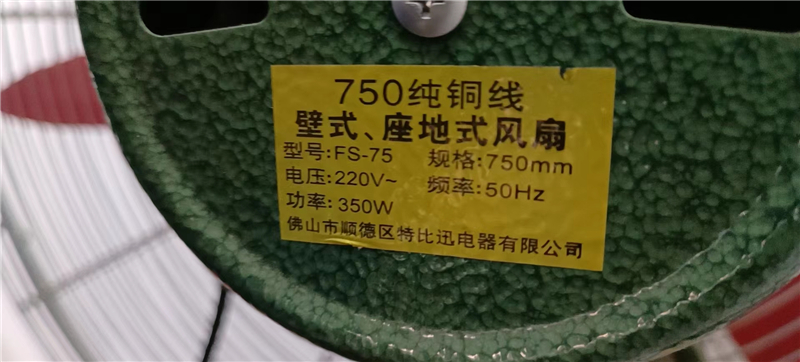 750纯铜线
壁式、座地式风扇
型号:FS-75 规格:750mm
电压:220V~ 频率:50Hz
功率:350W
佛山市顺德区特比迅电器有限公司